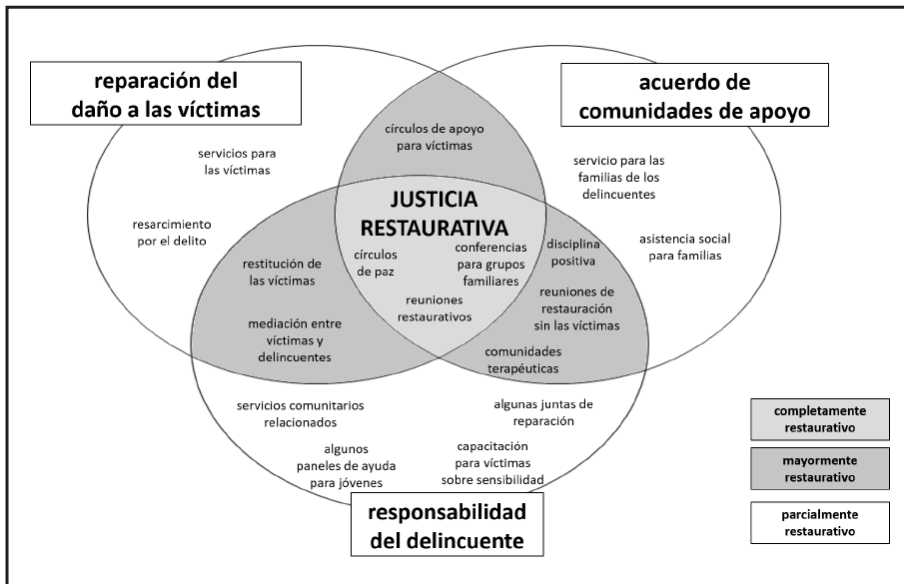 reparación del
daño a las víctimas
acuerdo de
comunidades de apoyo
círculos de apoyo
para víctimas
servicios para
las víctimas
servicio para las
familias de los
delincuentes
JUSTICIA
RESTAURATIVA
resarcimiento
por el delito
asistencia social
para familias
restitución de
las víctimas
círculos
de paz
conferencias
para grupos
familiares
disciplina
positiva
reuniones
restaurativos
reuniones de
restauración
sin las víctimas
mediación entre
víctimas y
delincuentes
comunidades
terapéuticas
servicios comunitarios
relacionados
algunas juntas de
reparación
algunos
paneles de ayuda
para jóvenes
capacitación
para víctimas
sobre sensibilidad
responsabilidad
del delincuente
completamente
restaurativo
mayormente
restaurativo
parcialmente
restaurativo